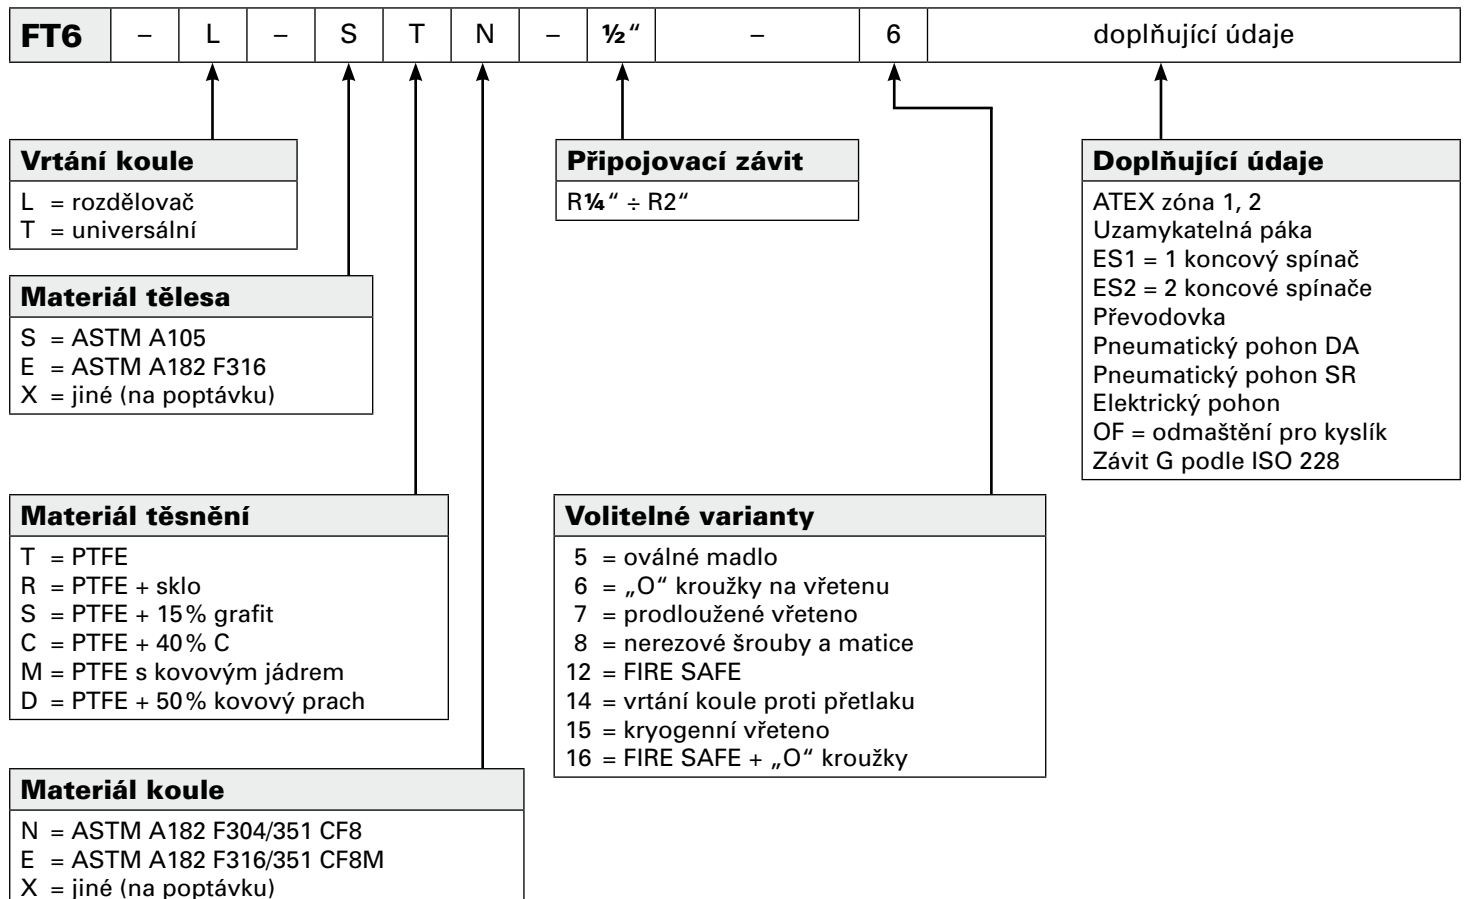 FT6 – L – S T N – ½“ – 6 doplňující údaje
Vrtání koule
L = rozdělovač
T = universální
Připojovací závit
R¼“ ÷ R2“
Doplňující údaje
ATEX zóna 1, 2
Uzamykatelná páka
ES1 = 1 koncový spínač
ES2 = 2 koncové spínače
Převodovka
Pneumatický pohon DA
Pneumatický pohon SR
Elektrický pohon
OF = odmaštění pro kyslík
Závit G podle ISO 228
Materiál tělesa
S = ASTM A105
E = ASTM A182 F316
X = jiné (na poptávku)
Materiál těsnění
T = PTFE
R = PTFE + sklo
S = PTFE + 15% grafit
C = PTFE + 40% C
M = PTFE s kovovým jádrem
D = PTFE + 50% kovový prach
Volitelné varianty
5 = oválné madlo
6 = „O“ kroužky na vřetenu
7 = prodloužené vřeteno
8 = nerezové šrouby a matice
12 = FIRE SAFE
14 = vrtání koule proti přetlaku
15 = kryogenní vřeteno
16 = FIRE SAFE + „O“ kroužky
Materiál koule
N = ASTM A182 F304/351 CF8
E = ASTM A182 F316/351 CF8M
X = jiné (na poptávku)